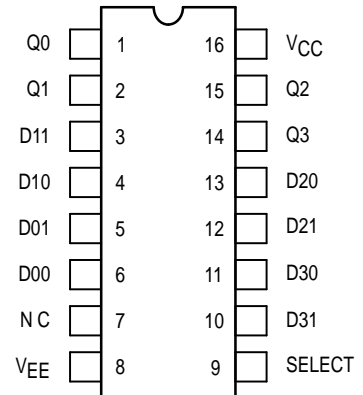 Q0 1 16 VCC
Q1 2 15 Q2
D11 3 14 Q3
D10 4 13 D20
D01 5 12 D21
D00 6 11 D30
NC 7 10 D31
VEE 8 9 SELECT